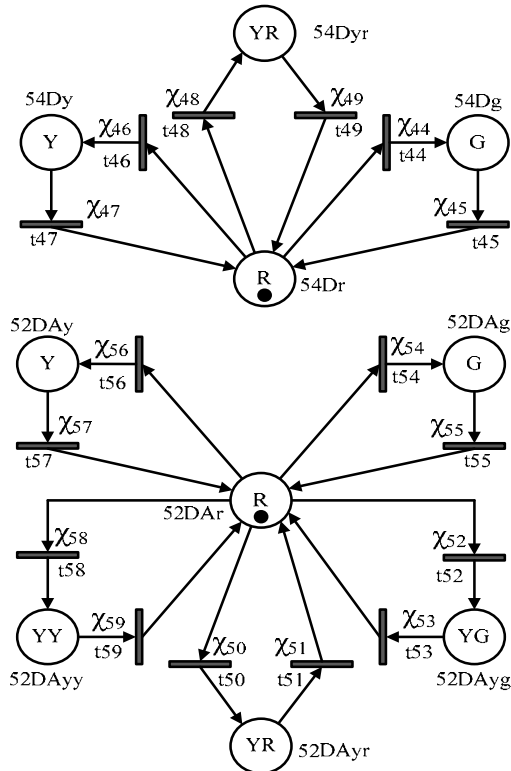 YR 54Dyr
54Dy χ48 χ49 54Dg
Y χ46 t48 t49 χ44 G
t46 t44
χ47 χ45
t47 t45
R
54Dr
52DAy 52DAg
Y χ56 χ54 G
t56 t54
χ57 χ55
t57 t55
R
52DAr
χ58 χ52
t58 t52
YY χ59 χ53 YG
t59 χ50 χ51 t53
52DAyy t50 t51 52DAyg
YR 52DAyr